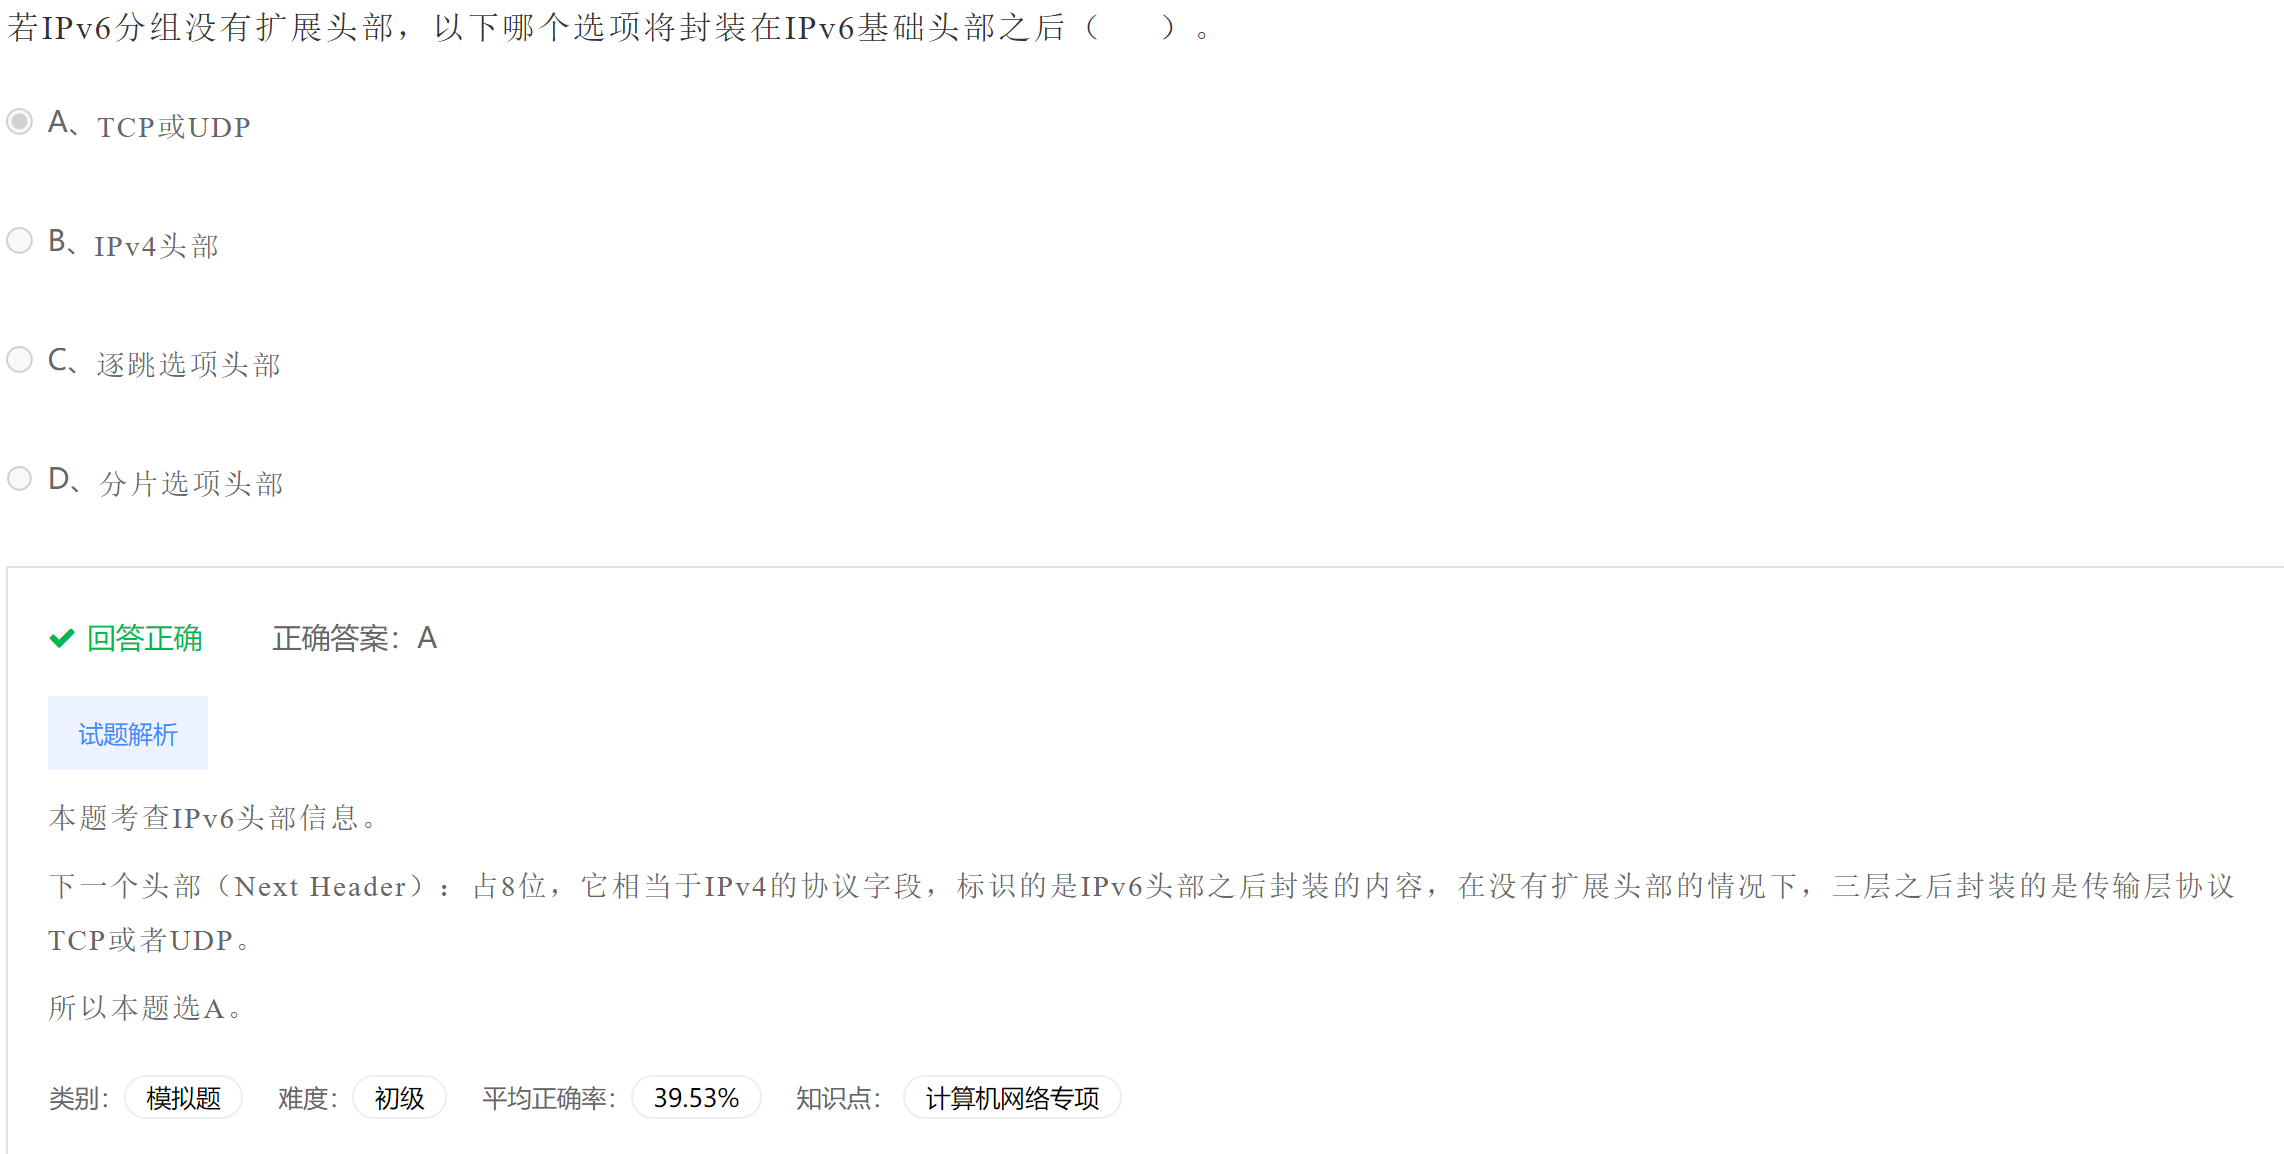 若IPv6分组没有扩展头部，以下哪个选项将封装在IPv6基础头部之后（　　）。
A、TCP或UDP
B、IPv4头部
C、逐跳选项头部
D、分片选项头部
回答正确 正确答案：A
试题解析
本题考查IPv6头部信息。
下一个头部（Next Header）：占8位，它相当于IPv4的协议字段，标识的是IPv6头部之后封装的内容，在没有扩展头部的情况下，三层之后封装的是传输层协议
TCP或者UDP。
所以本题选A。
类别： 模拟题 难度： 初级 平均正确率： 39.53% 知识点： 计算机网络专项